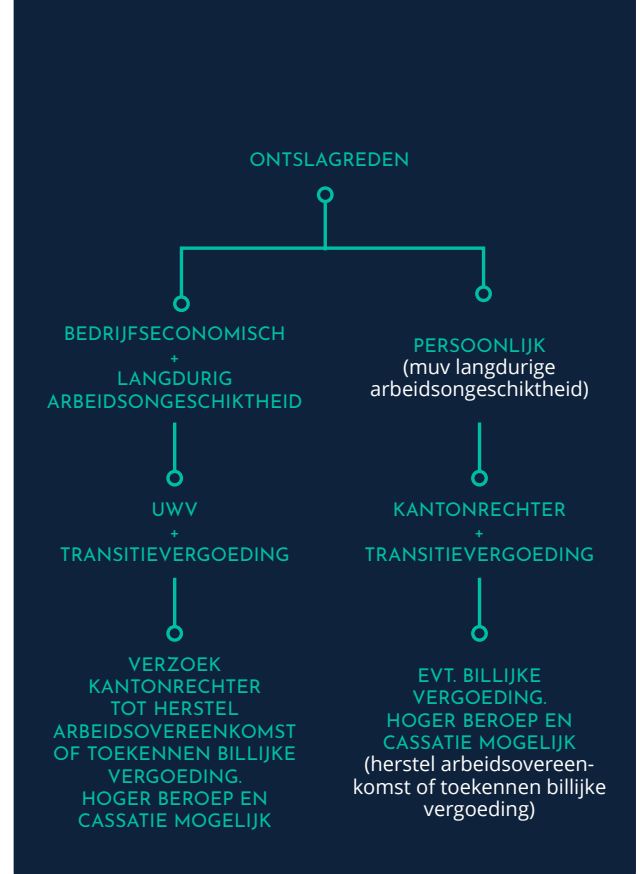 ONTSLAGREDEN
BEDRIJFSECONOMISCH
+
LANGDURIG
ARBEIDSONGESCHIKTHEID
UWV
+
TRANSITIEVERGOEDING
VERZOEK
KANTONRECHTER
TOT HERSTEL
ARBEIDSOVEREENKOMST
OF TOEKENNEN BILLIJKE
VERGOEDING.
HOGER BEROEP EN
CASSATIE MOGELIJK
PERSOONLIJK
(muv langdurige
arbeidsongeschiktheid)
KANTONRECHTER
+
TRANSITIEVERGOEDING
EVT. BILLIJKE
VERGOEDING.
HOGER BEROEP EN
CASSATIE MOGELIJK
(herstel arbeidsovereen-
komst of toekennen billijke
vergoeding)